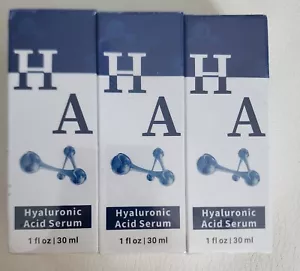 H
A
Hyaluronic
Acid Serum
1 fl oz | 30 ml
H
A
Hyaluronic
Acid Serum
1 fl oz | 30 ml
H
A
Hyaluronic
Acid Serum
1 fl oz | 30 ml